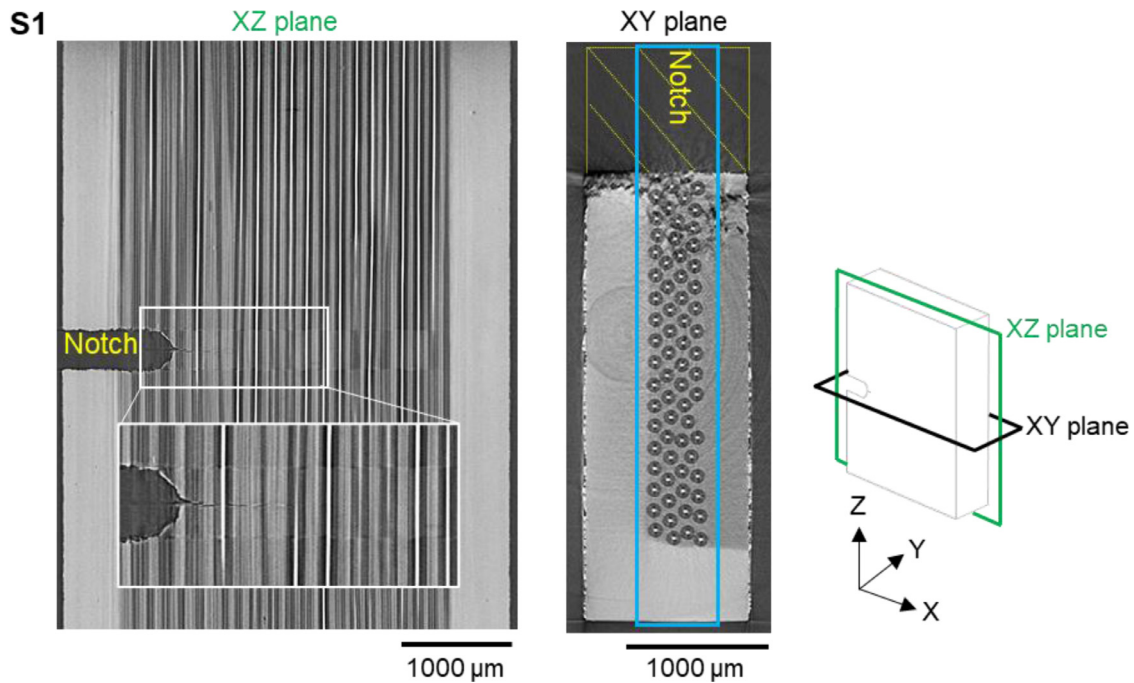 S1
XZ plane
XY plane
Notch
Notch
XZ plane
XY plane
Z
Y
X
1000 µm
1000 µm